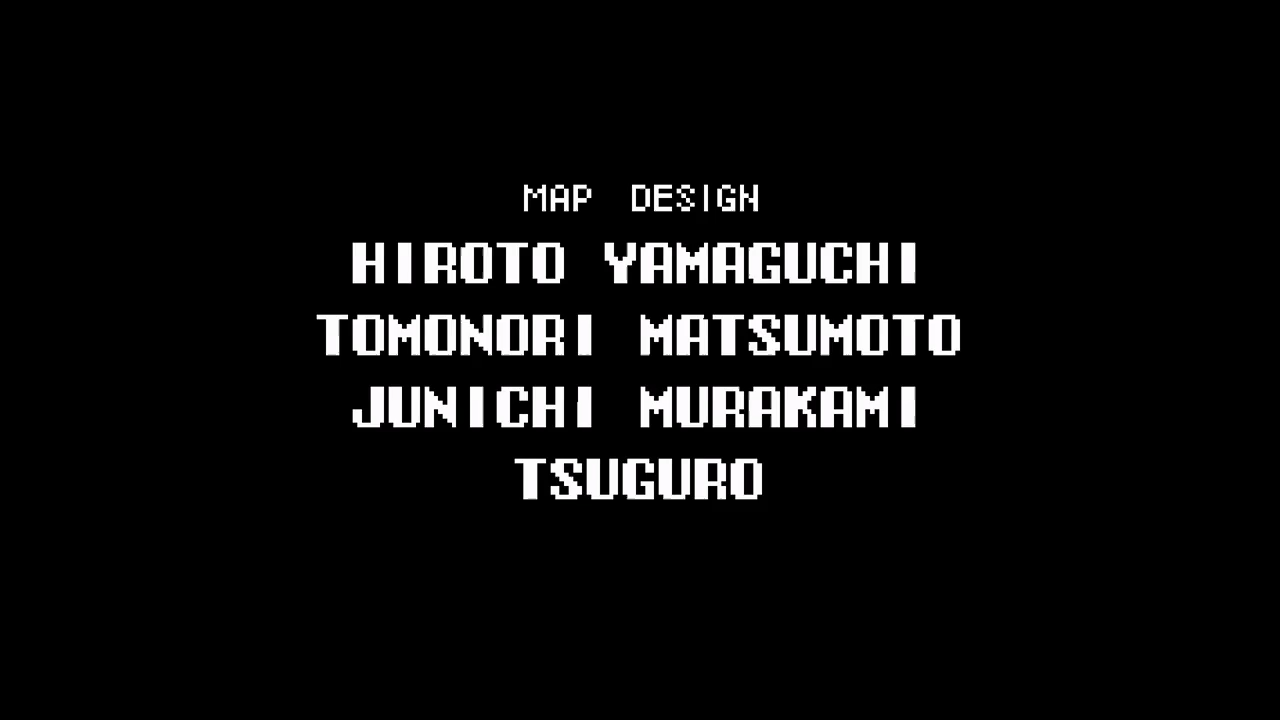 MAP DESIGN
HIROTO YAMAGUCHI
TOMONORI MATSUMOTO
JUNICHI MURAKAMI
TSUGURO